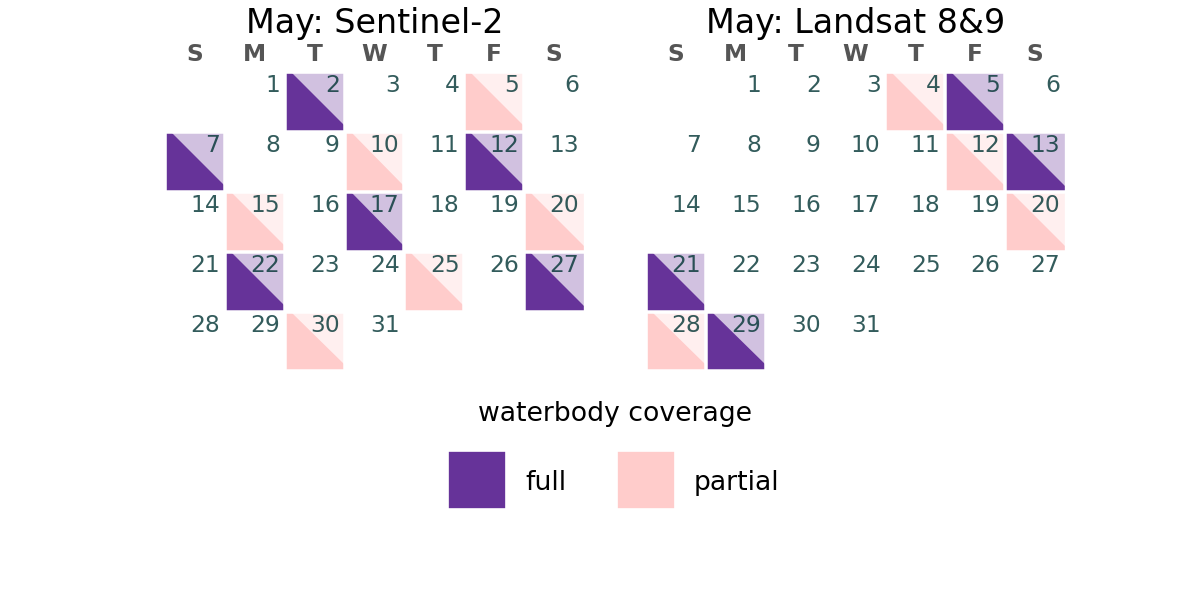 May: Sentinel-2
S M T W T F S
1 2 3 4 5 6
7 8 9 10 11 12 13
14 15 16 17 18 19 20
21 22 23 24 25 26 27
28 29 30 31
May: Landsat 8&9
S M T W T F S
1 2 3 4 5 6
7 8 9 10 11 12 13
14 15 16 17 18 19 20
21 22 23 24 25 26 27
28 29 30 31
waterbody coverage
full partial